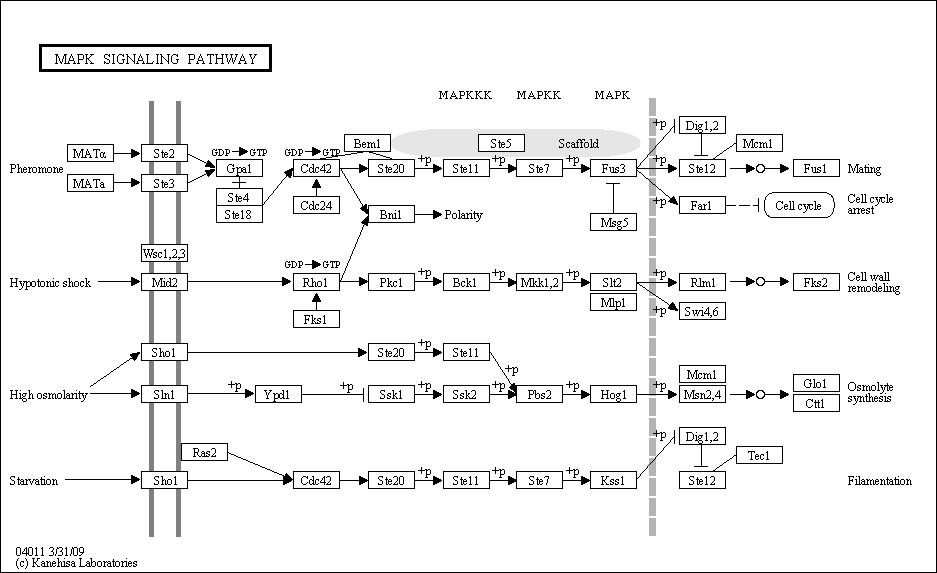 MAPK SIGNALING PATHWAY
MAPKKK MAPKK MAPK
+p Dig1,2
Bem1 Ste5 Scaffold Mcm1
GDP GTP GDP GTP
MATα Ste2 +p +p +p
Pheromone Gpa1 Cdc42 Ste20 Ste11 Ste7 Fus3 Ste12 Fus1 Mating
MATa Ste3
Ste4
Cdc24 +p Far1 Cell cycle Cell cycle
arrest
Ste18 Bni1 Polarity
Msg5
Wsc1,2,3
GDP GTP +p +p +p +p
Hypotonic shock Mid2 Rho1 Pkc1 Bck1 Mkk1,2 Slt2 Rlm1 Fks2 Cell wall
remodeling
Mlp1
Fks1 +p Swi4,6
+p
Sho1 Ste20 Ste11
+p
Mcm1
+p +p +p +p +p Glo1
High osmolarity Sln1 Ypd1 Ssk1 Ssk2 Pbs2 Hog1 Msn2,4 Osmolyte
synthesis
Ctt1
+p Dig1,2
Ras2 Tec1
+p +p +p
Starvation Sho1 Cdc42 Ste20 Ste11 Ste7 Kss1 Ste12 Filamentation
04011 3/31/09
(c) Kanehisa Laboratories